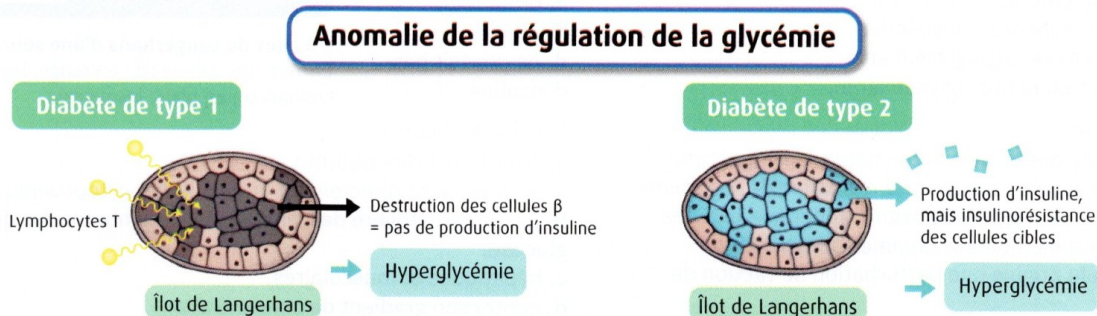 Anomalie de la régulation de la glycémie
Diabète de type 1
Lymphocytes T
Destruction des cellules β
= pas de production d'insuline
Hyperglycémie
Îlot de Langerhans
Diabète de type 2
Production d'insuline,
mais insulinorésistance
des cellules cibles
Hyperglycémie
Îlot de Langerhans